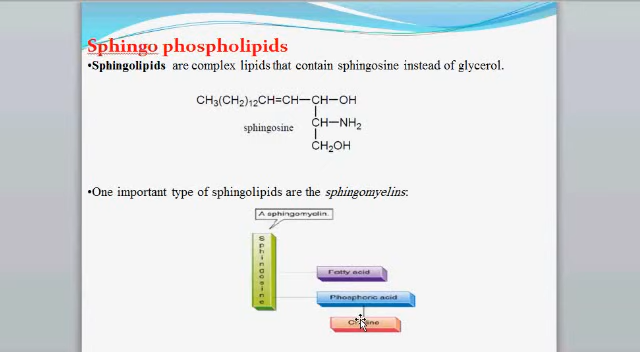 Sphingo phospholipids
•Sphingolipids are complex lipids that contain sphingosine instead of glycerol.
CH₃(CH₂)₁₂CH=CH—CH—OH
CH—NH₂
sphingosine
CH₂OH
•One important type of sphingolipids are the sphingomyelins:
A sphingomyelin.
Sphingosine
Fatty acid
Phosphoric acid